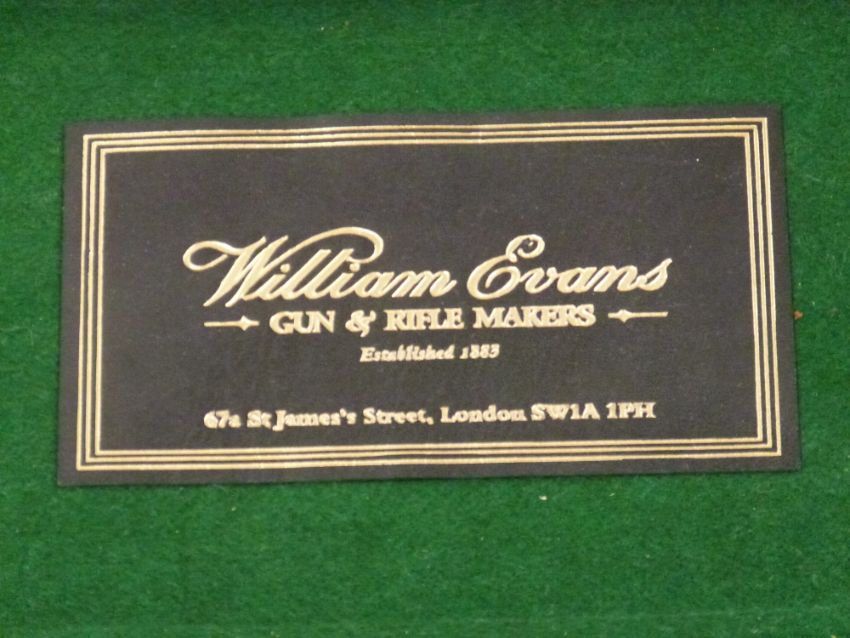 William Evans
GUN & RIFLE MAKERS
Established 1883
67a St James's Street, London SW1A 1PH